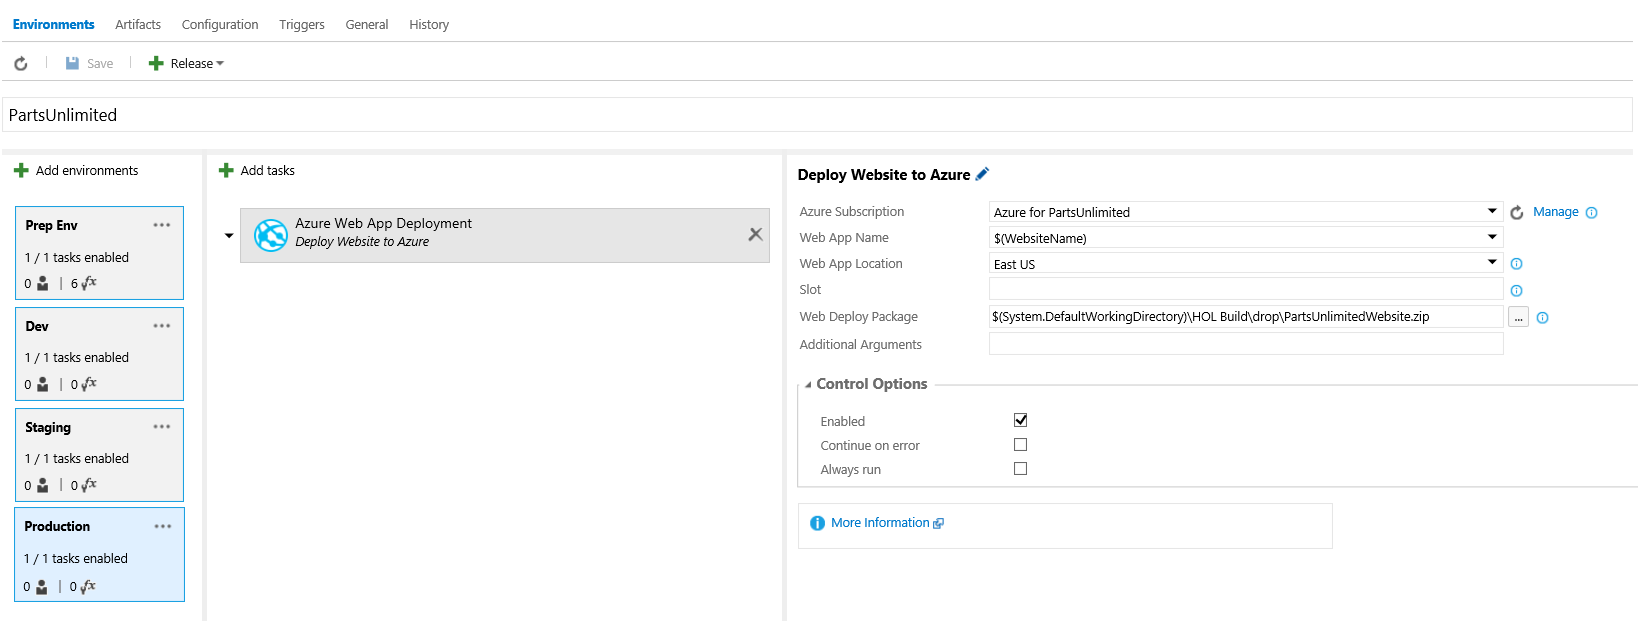 Environments Artifacts Configuration Triggers General History
Save Release
PartsUnlimited
Add environments
Prep Env ...
1 / 1 tasks enabled
0 | 6 fx
Dev ...
1 / 1 tasks enabled
0 | 0 fx
Staging ...
1 / 1 tasks enabled
0 | 0 fx
Production ...
1 / 1 tasks enabled
0 | 0 fx
Add tasks
Azure Web App Deployment
Deploy Website to Azure
Deploy Website to Azure
Azure Subscription Azure for PartsUnlimited Manage
Web App Name $(WebsiteName)
Web App Location East US
Slot
Web Deploy Package $(System.DefaultWorkingDirectory)\HOL Build\drop\PartsUnlimitedWebsite.zip ...
Additional Arguments
Control Options
Enabled
Continue on error
Always run
More Information